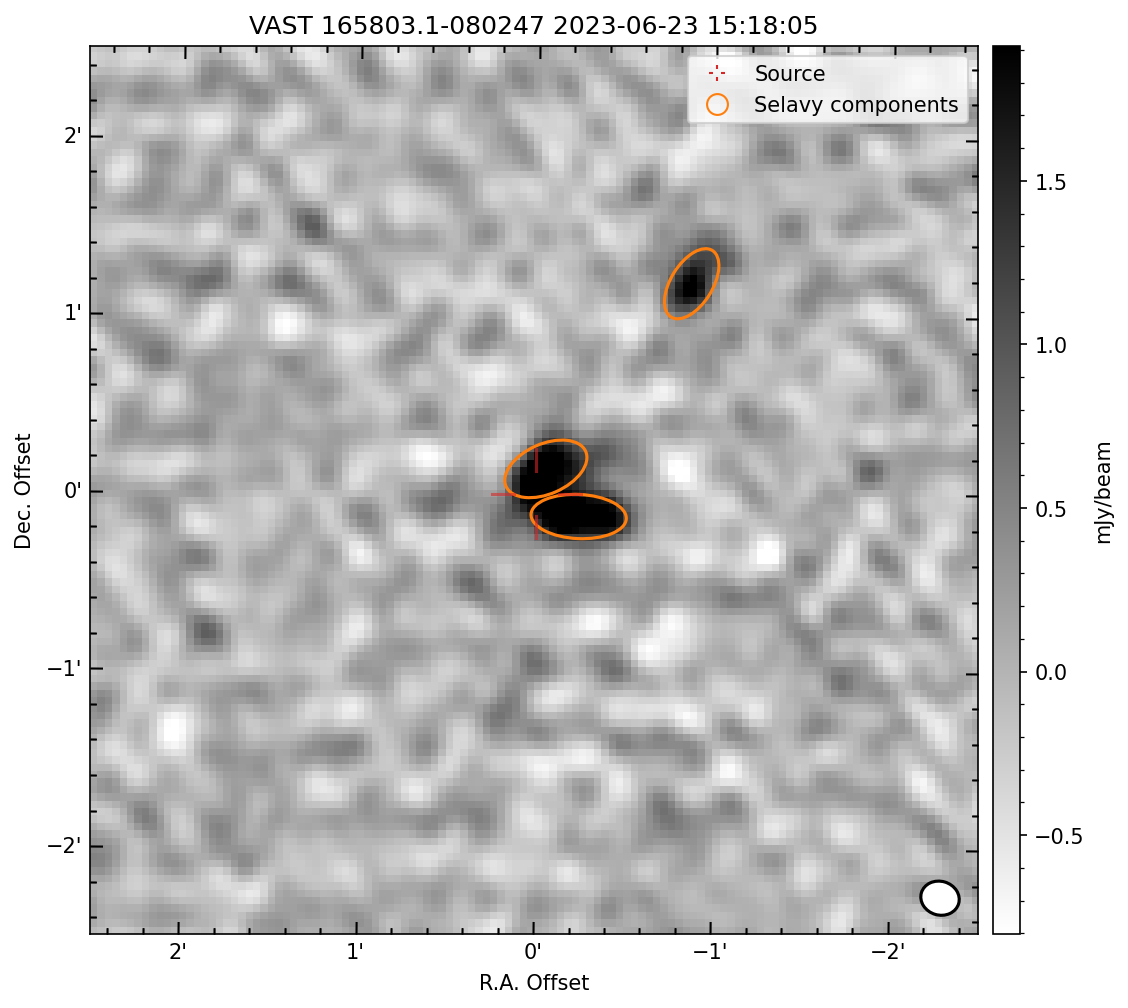 VAST 165803.1-080247 2023-06-23 15:18:05
Source
Selavy components
2'
1'
0'
−1'
−2'
Dec. Offset
2'
1'
0'
−1'
−2'
R.A. Offset
1.5
1.0
0.5
0.0
−0.5
mJy/beam